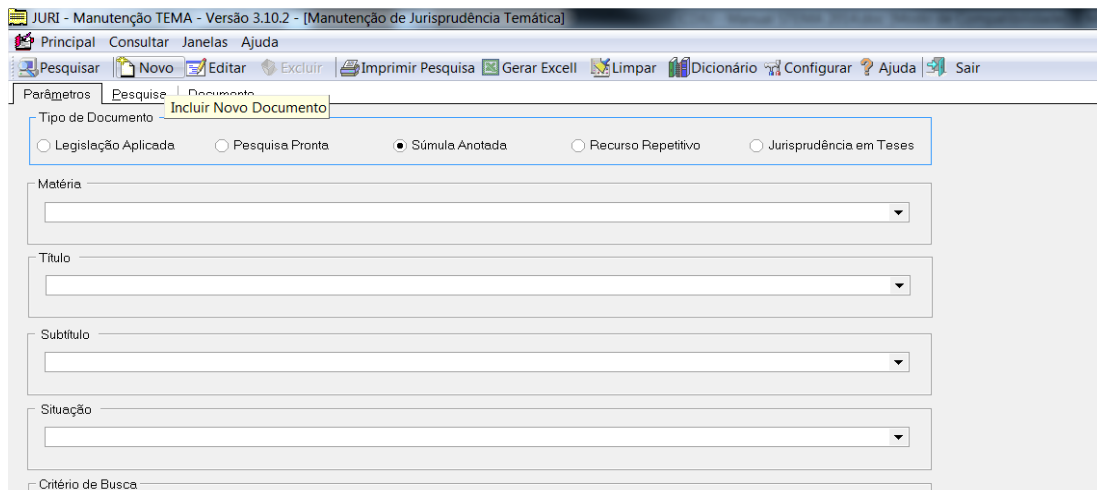 JURI - Manutenção TEMA - Versão 3.10.2 - [Manutenção de Jurisprudência Temática]
Principal Consultar Janelas Ajuda
Pesquisar Novo Editar Excluir Imprimir Pesquisa Gerar Excell Limpar Dicionário Configurar Ajuda Sair
Parâmetros Pesquisa Documento
Incluir Novo Documento
Tipo de Documento
Legislação Aplicada Pesquisa Pronta Súmula Anotada Recurso Repetitivo Jurisprudência em Teses
Matéria
Título
Subtítulo
Situação
Critério de Busca